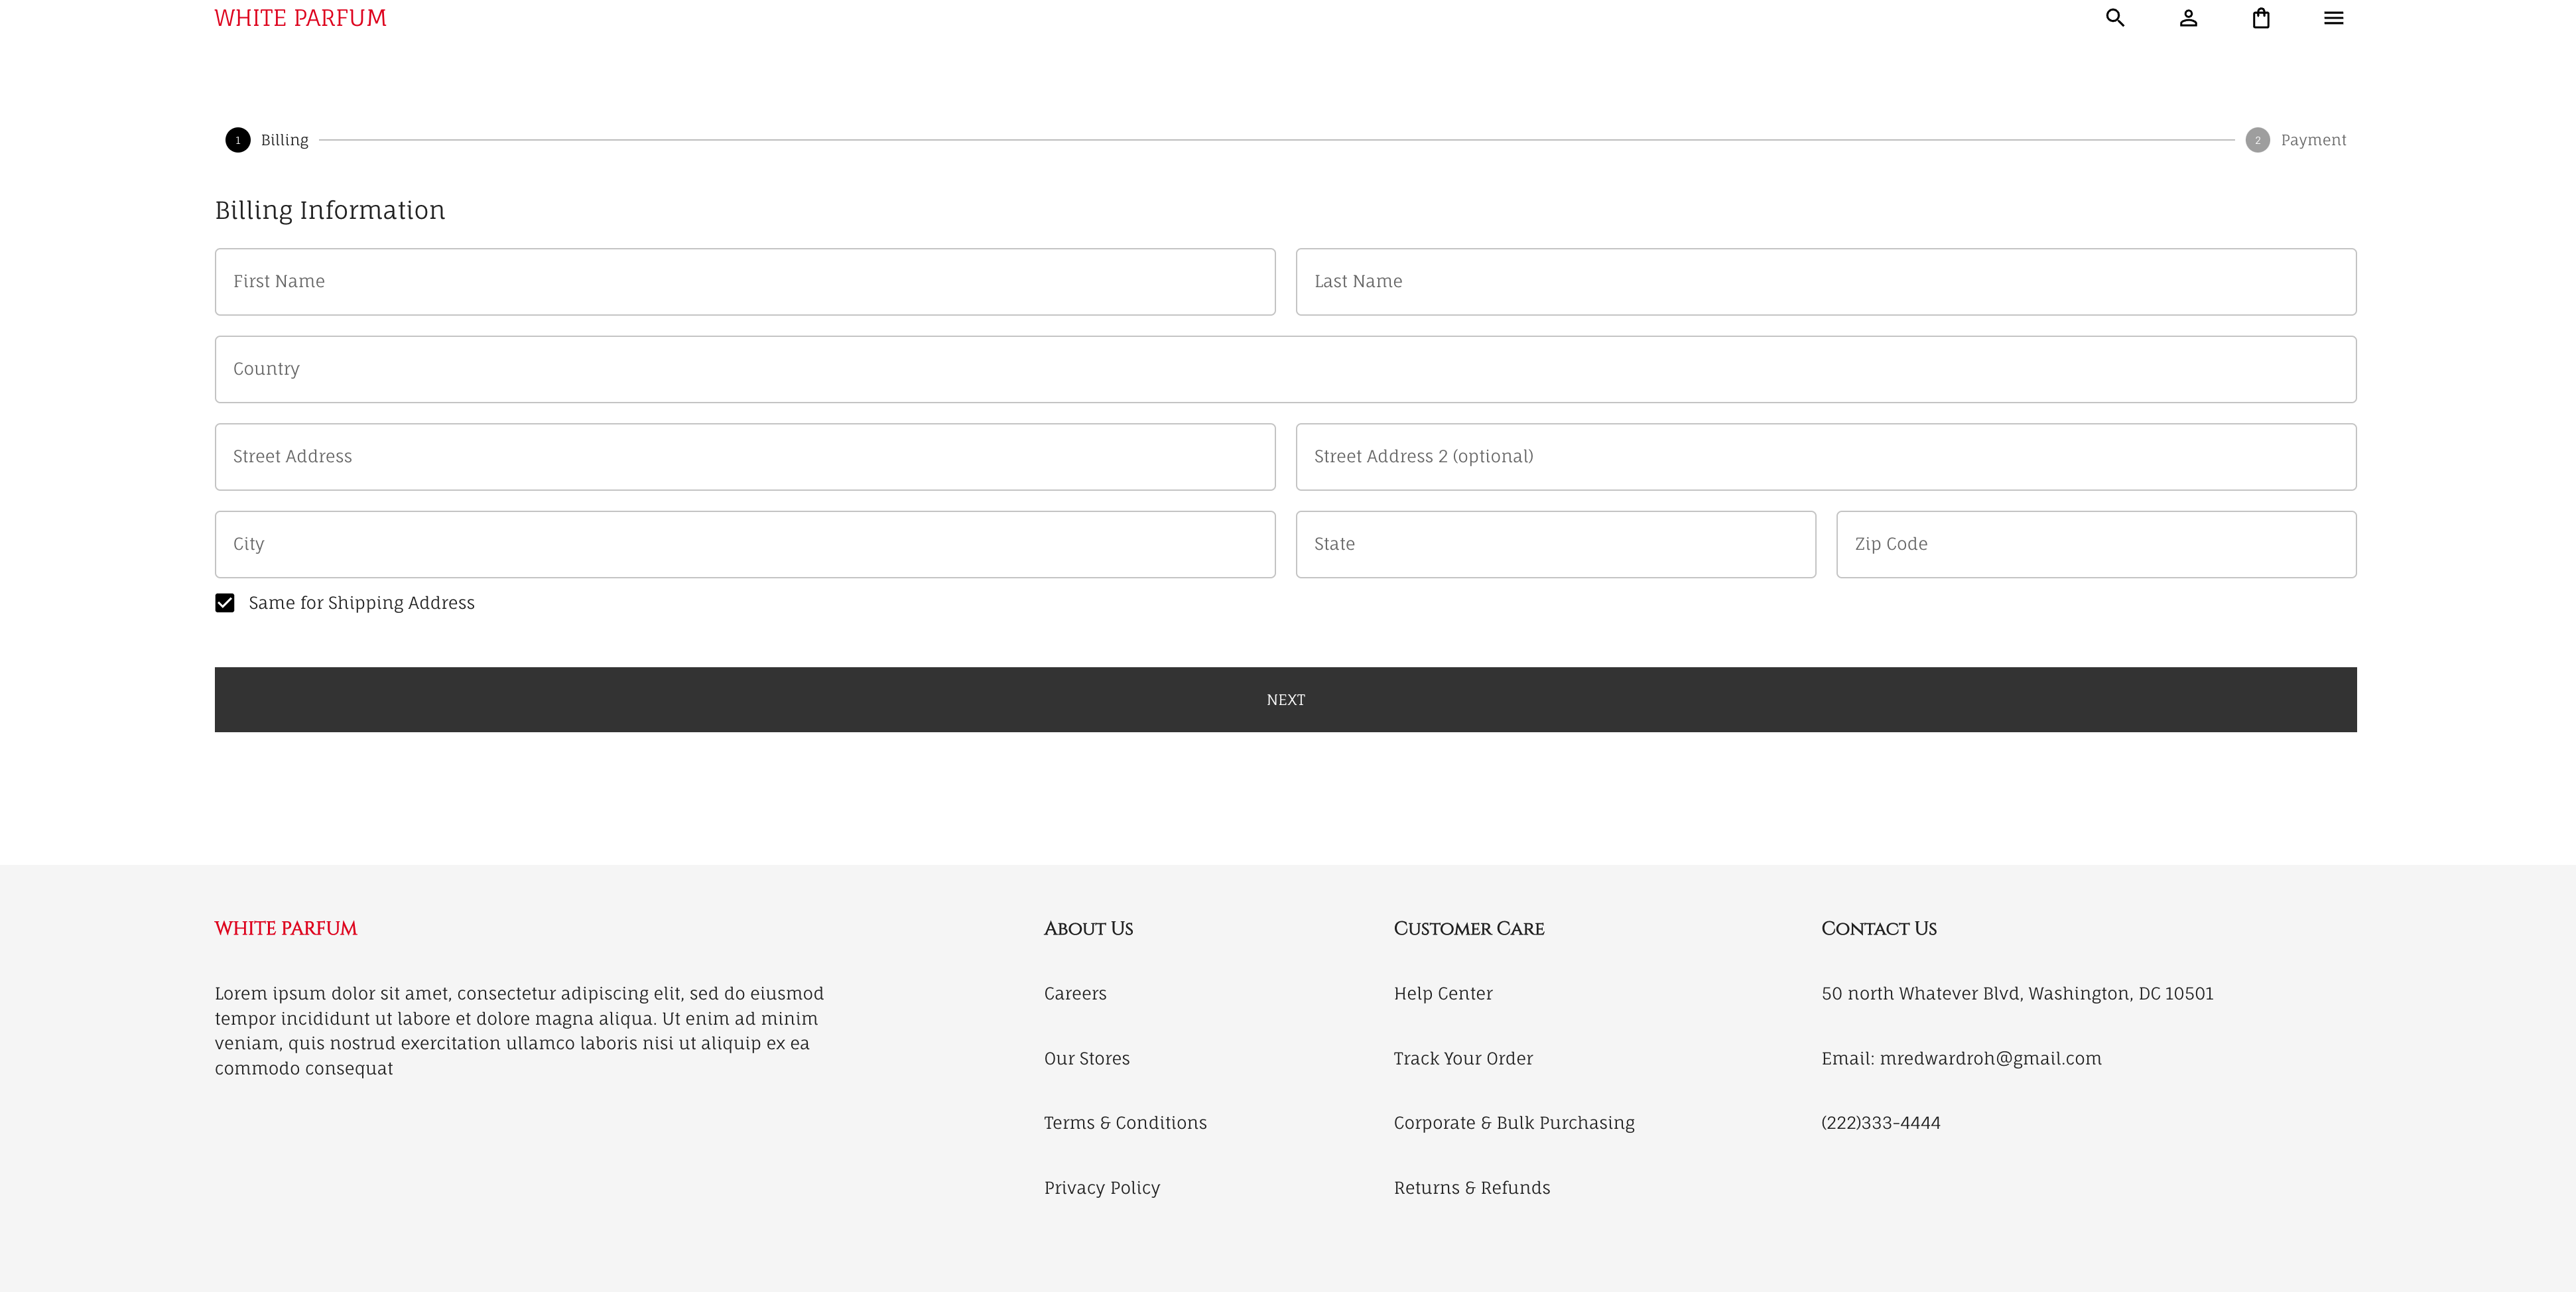 WHITE PARFUM
1 Billing 2 Payment
Billing Information
First Name Last Name
Country
Street Address Street Address 2 (optional)
City State Zip Code
Same for Shipping Address
NEXT
WHITE PARFUM
Lorem ipsum dolor sit amet, consectetur adipiscing elit, sed do eiusmod
tempor incididunt ut labore et dolore magna aliqua. Ut enim ad minim
veniam, quis nostrud exercitation ullamco laboris nisi ut aliquip ex ea
commodo consequat
About Us
Careers
Our Stores
Terms & Conditions
Privacy Policy
Customer Care
Help Center
Track Your Order
Corporate & Bulk Purchasing
Returns & Refunds
Contact Us
50 north Whatever Blvd, Washington, DC 10501
Email: mredwardroh@gmail.com
(222)333-4444